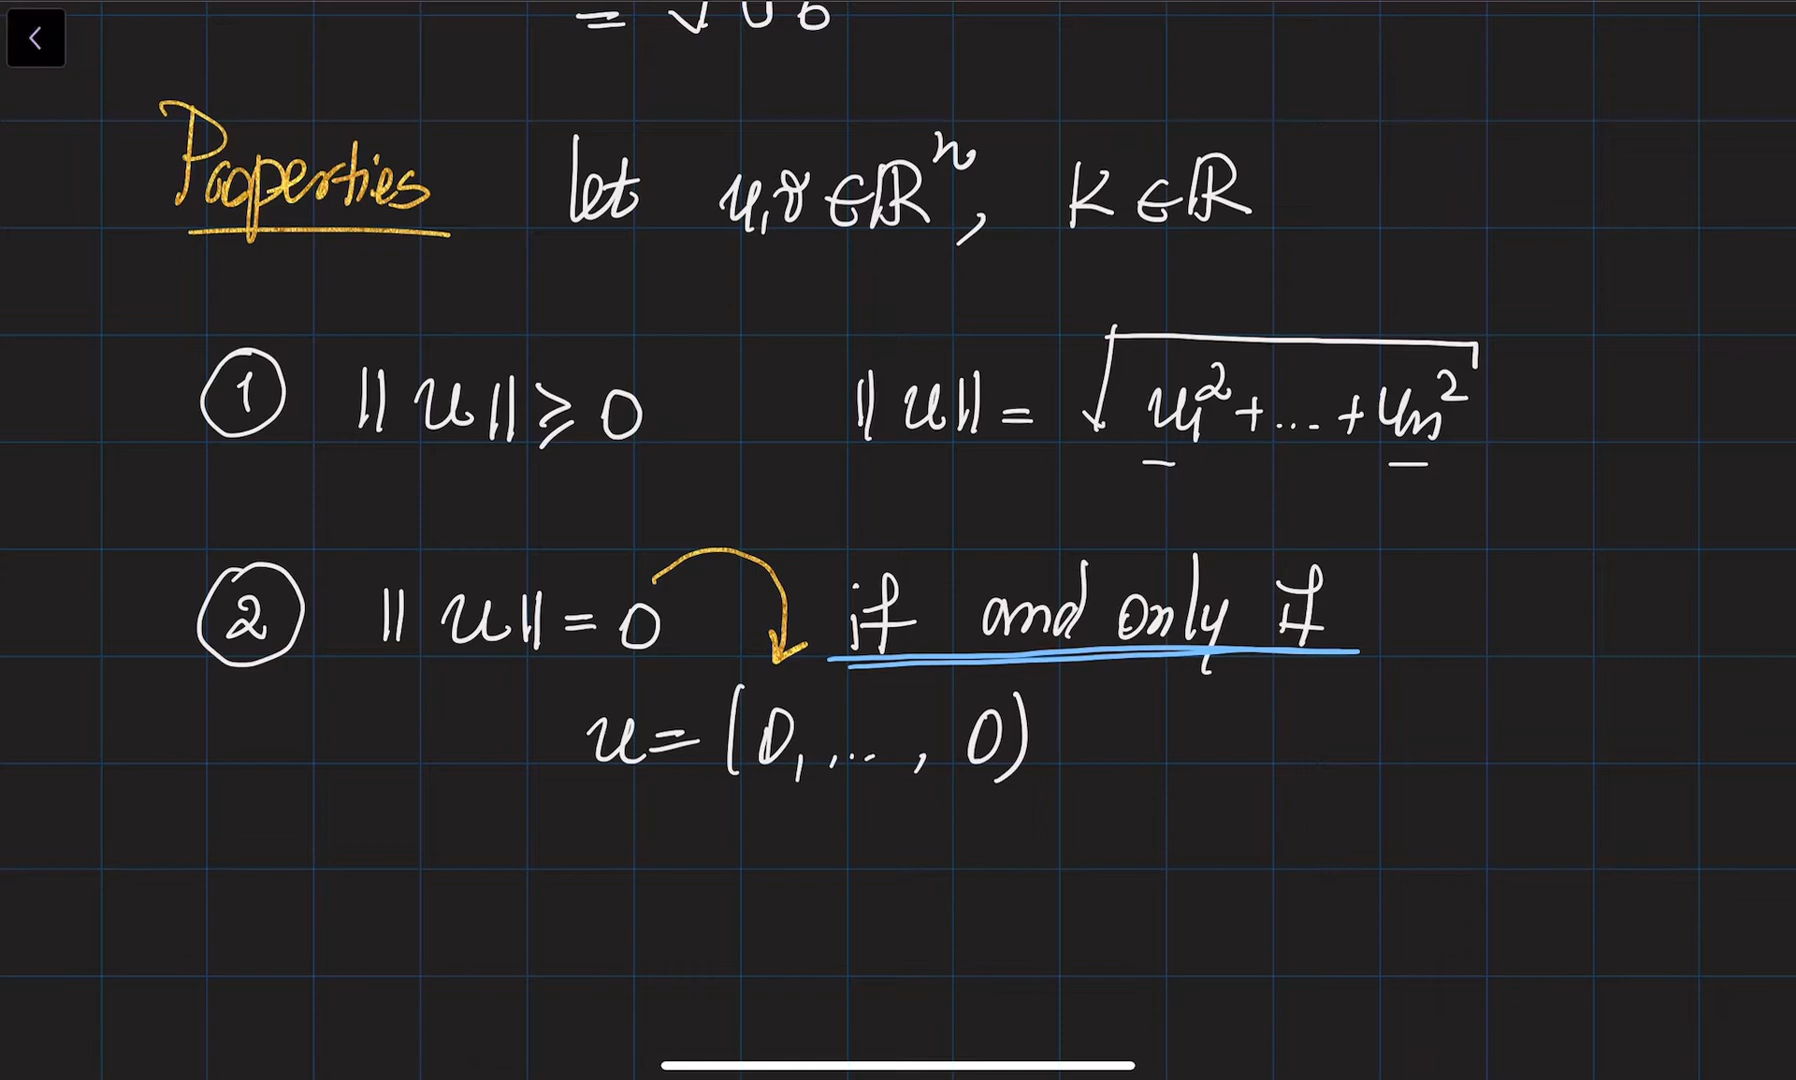 Properties let u,v∈ℝⁿ, K∈ℝ
① ||u||≥0 ||u||=√(u₁²+...+uₙ²)
② ||u||=0 if and only if
u=(0,...,0)